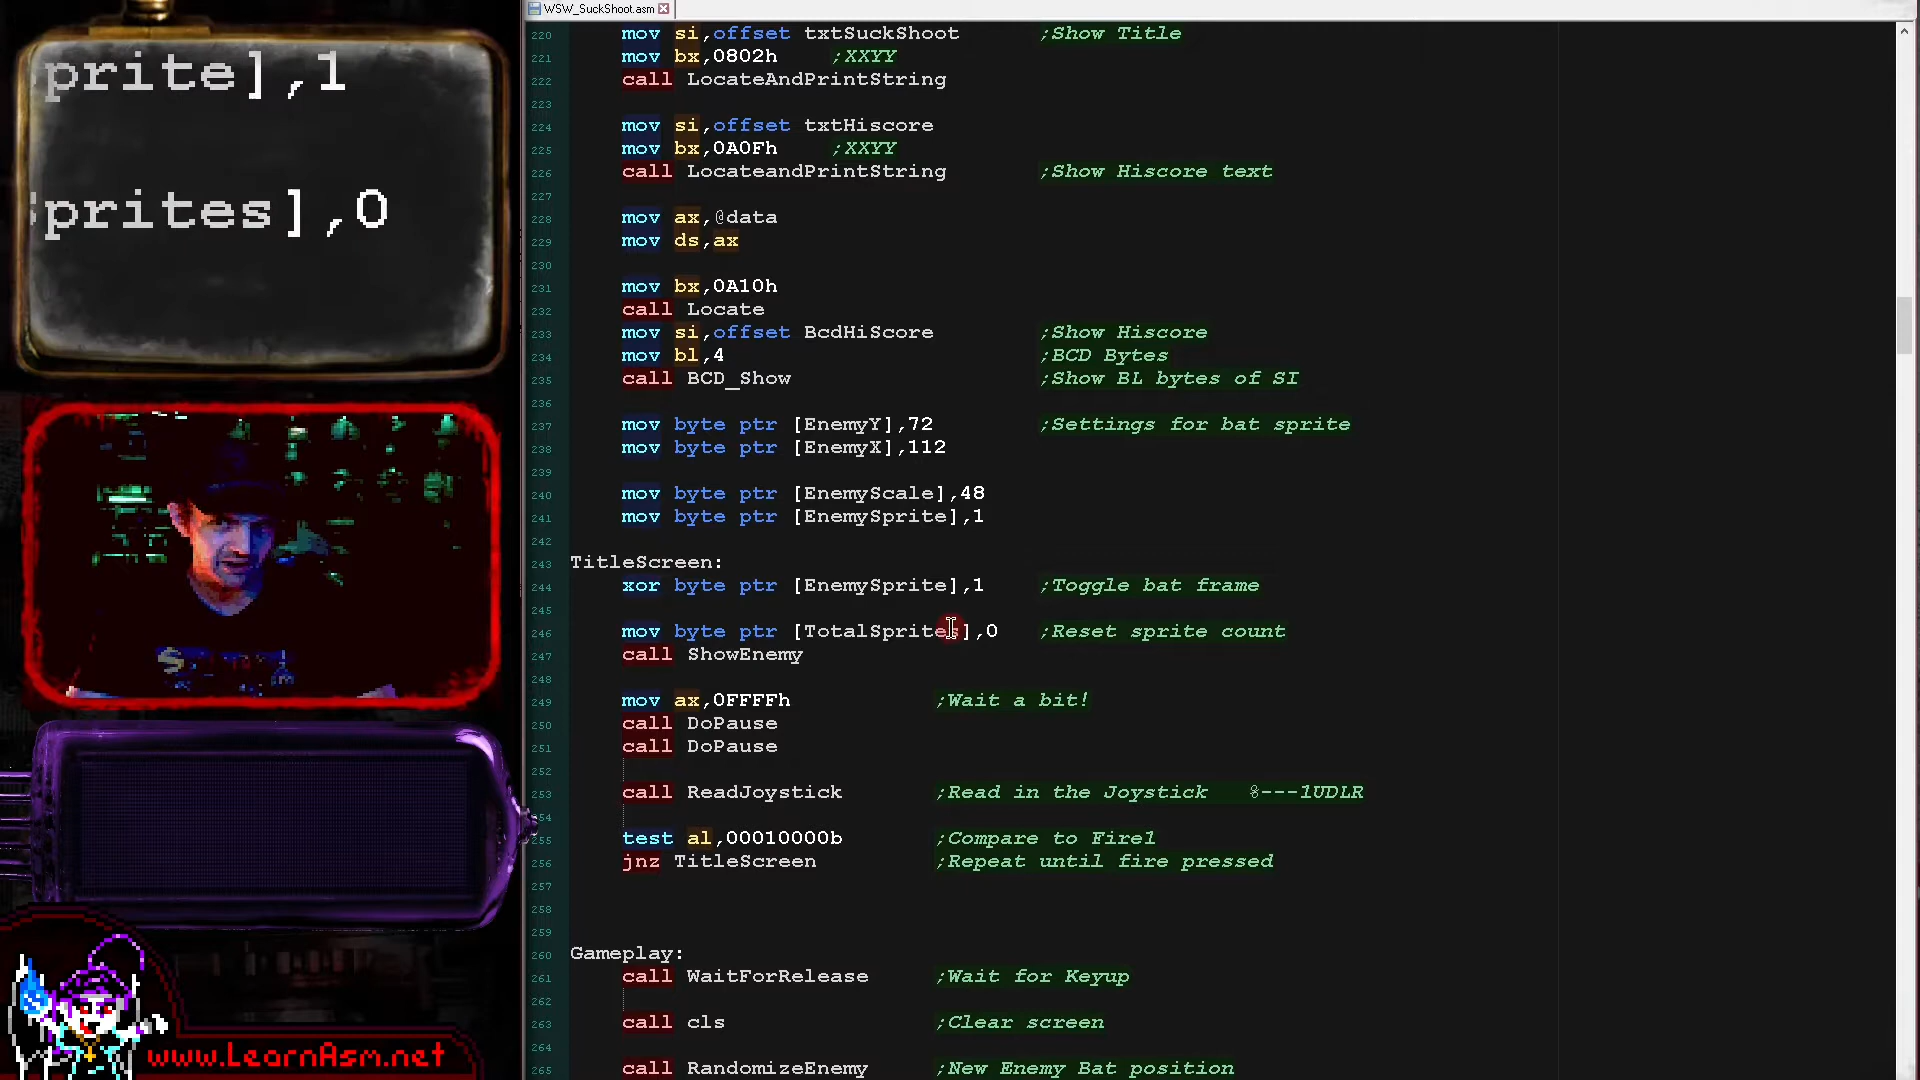 WSW_SuckShoot.asm
prite],1
prites],0
220 mov si,offset txtSuckShoot ;Show Title
221 mov bx,0802h ;XXYY
222 call LocateAndPrintString
223
224 mov si,offset txtHiscore
225 mov bx,0A0Fh ;XXYY
226 call LocateandPrintString ;Show Hiscore text
227
228 mov ax,@data
229 mov ds,ax
230
231 mov bx,0A10h
232 call Locate
233 mov si,offset BcdHiScore ;Show Hiscore
234 mov bl,4 ;BCD Bytes
235 call BCD_Show ;Show BL bytes of SI
236
237 mov byte ptr [EnemyY],72 ;Settings for bat sprite
238 mov byte ptr [EnemyX],112
239
240 mov byte ptr [EnemyScale],48
241 mov byte ptr [EnemySprite],1
242
243 TitleScreen:
244 xor byte ptr [EnemySprite],1 ;Toggle bat frame
245
246 mov byte ptr [TotalSprites],0 ;Reset sprite count
247 call ShowEnemy
248
249 mov ax,0FFFFh ;Wait a bit!
250 call DoPause
251 call DoPause
252
253 call ReadJoystick ;Read in the Joystick %---1UDLR
254
255 test al,00010000b ;Compare to Fire1
256 jnz TitleScreen ;Repeat until fire pressed
257
258
259
260 Gameplay:
261 call WaitForRelease ;Wait for Keyup
262
263 call cls ;Clear screen
264
265 call RandomizeEnemy ;New Enemy Bat position
www.LearnAsm.net